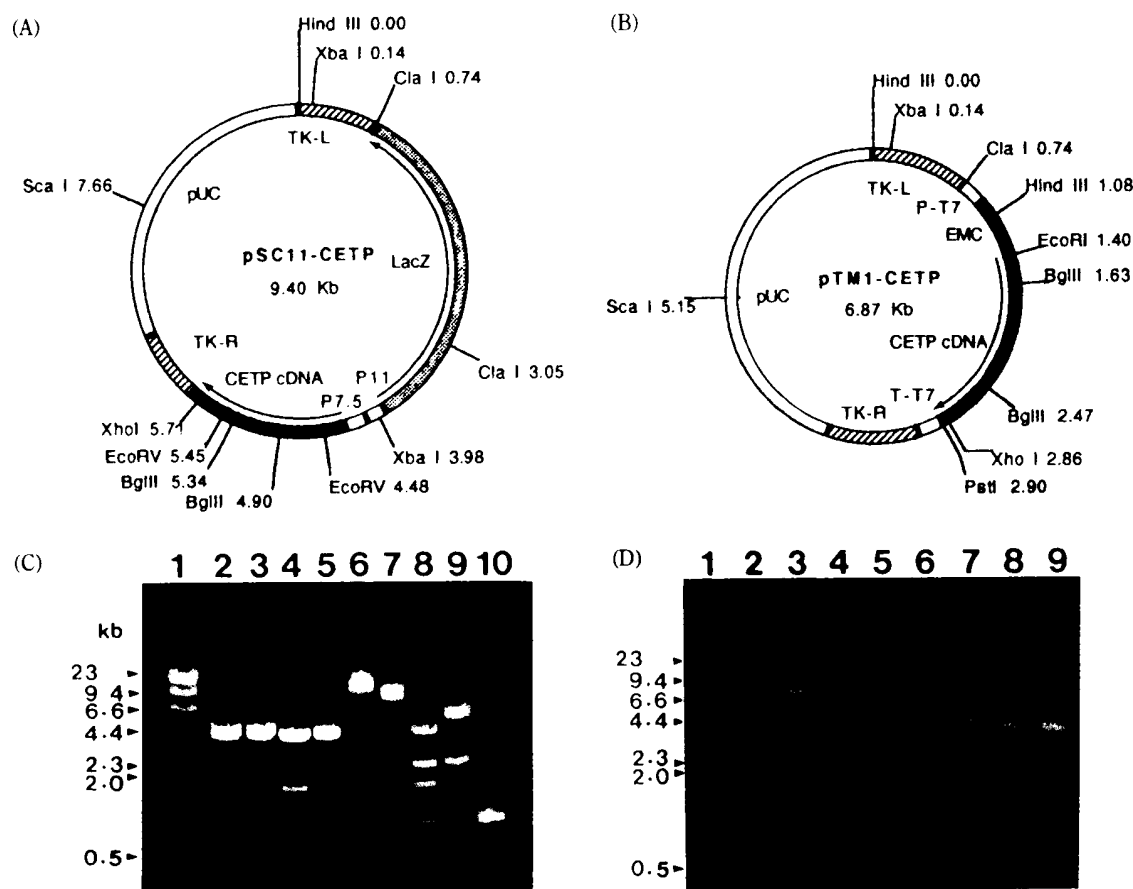 (A)
Hind III 0.00
Xba I 0.14
Cla I 0.74
TK-L
Sca I 7.66
pUC
pSC11-CETP
9.40 Kb
LacZ
TK-R
Cla I 3.05
CETP cDNA
P11
P7.5
XhoI 5.71
EcoRV 5.45
BglII 5.34
BglII 4.90
Xba I 3.98
EcoRV 4.48
(B)
Hind III 0.00
Xba I 0.14
Cla I 0.74
TK-L
P-T7
Hind III 1.08
EMC
EcoRI 1.40
BglII 1.63
Sca I 5.15
pUC
pTM1-CETP
6.87 Kb
CETP cDNA
T-T7
TK-R
BglII 2.47
Xho I 2.86
PstI 2.90
(C)
1 2 3 4 5 6 7 8 9 10
kb
23
9.4
6.6
4.4
2.3
2.0
0.5
(D)
1 2 3 4 5 6 7 8 9
23
9.4
6.6
4.4
2.3
2.0
0.5